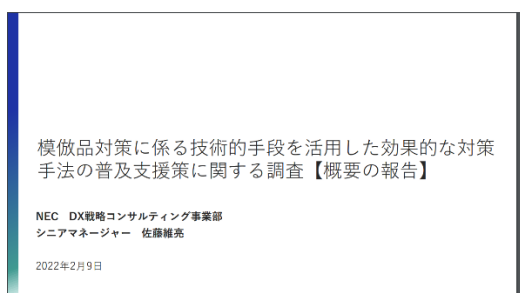 模倣品対策に係る技術的手段を活用した効果的な対策
手法の普及支援策に関する調査【概要の報告】
NEC　DX戦略コンサルティング事業部
シニアマネージャー　佐藤維亮
2022年2月9日